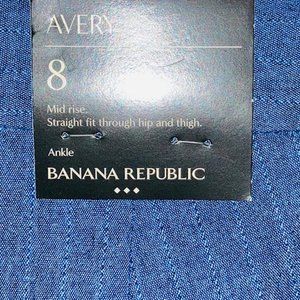 AVERY
8
Mid rise.
Straight fit through hip and thigh.
Ankle
BANANA REPUBLIC